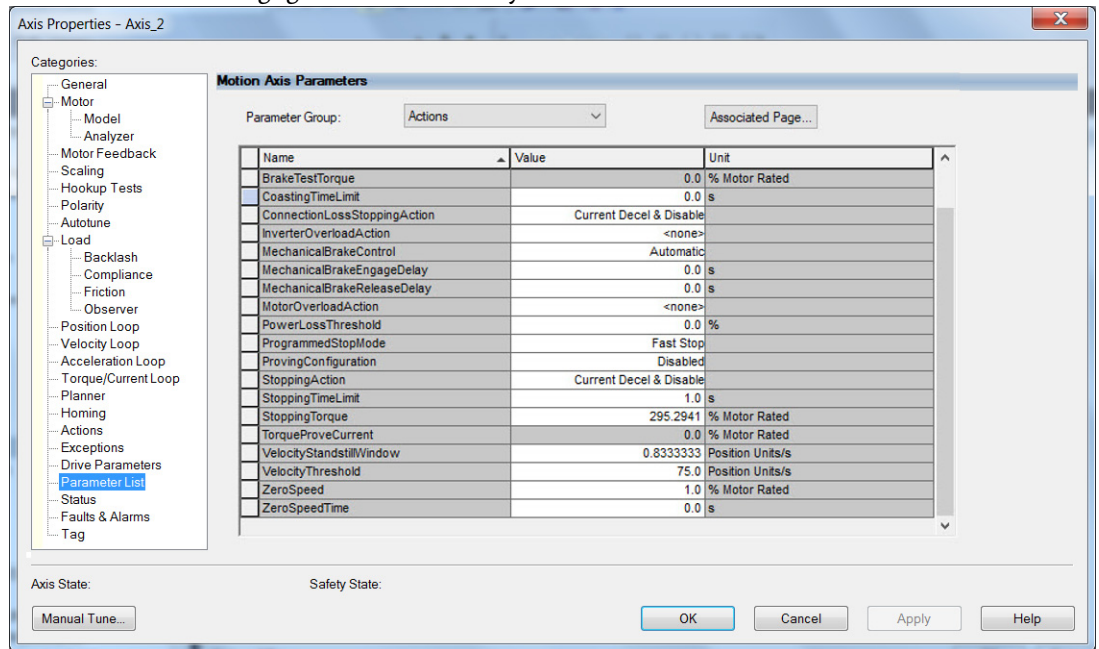 Axis Properties - Axis_2
Categories:
General
Motor
Model
Analyzer
Motor Feedback
Scaling
Hookup Tests
Polarity
Autotune
Load
Backlash
Compliance
Friction
Observer
Position Loop
Velocity Loop
Acceleration Loop
Torque/Current Loop
Planner
Homing
Actions
Exceptions
Drive Parameters
Parameter List
Status
Faults & Alarms
Tag
Motion Axis Parameters
Parameter Group: Actions Associated Page...
Name Value Unit
BrakeTestTorque 0.0 % Motor Rated
CoastingTimeLimit 0.0 s
ConnectionLossStoppingAction Current Decel & Disable
InverterOverloadAction <none>
MechanicalBrakeControl Automatic
MechanicalBrakeEngageDelay 0.0 s
MechanicalBrakeReleaseDelay 0.0 s
MotorOverloadAction <none>
PowerLossThreshold 0.0 %
ProgrammedStopMode Fast Stop
ProvingConfiguration Disabled
StoppingAction Current Decel & Disable
StoppingTimeLimit 1.0 s
StoppingTorque 295.2941 % Motor Rated
TorqueProveCurrent 0.0 % Motor Rated
VelocityStandstillWindow 0.8333333 Position Units/s
VelocityThreshold 75.0 Position Units/s
ZeroSpeed 1.0 % Motor Rated
ZeroSpeedTime 0.0 s
Axis State: Safety State:
Manual Tune... OK Cancel Apply Help